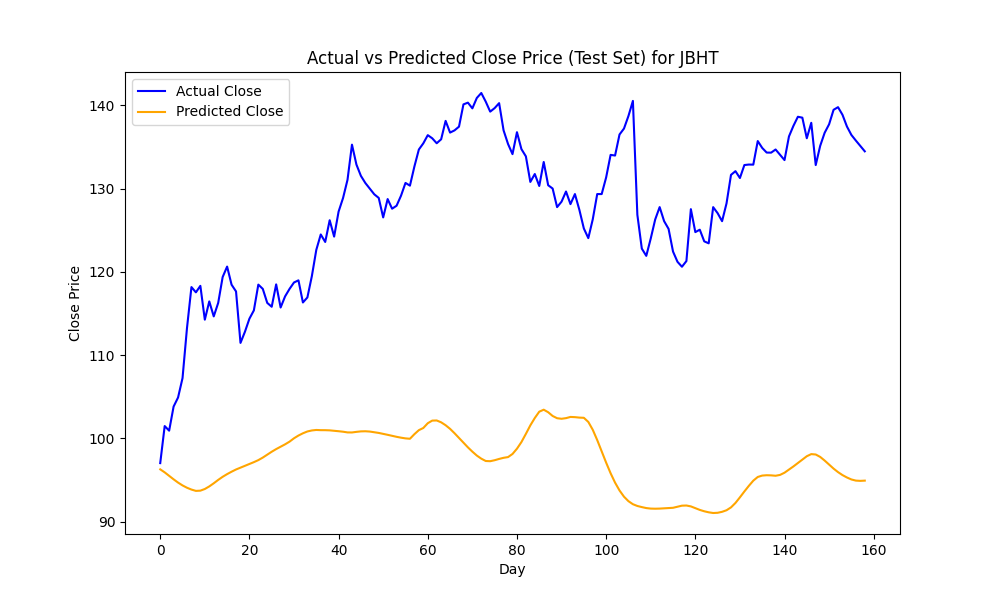 Actual vs Predicted Close Price (Test Set) for JBHT
Actual Close
Predicted Close
Close Price
140
130
120
110
100
90
0 20 40 60 80 100 120 140 160
Day